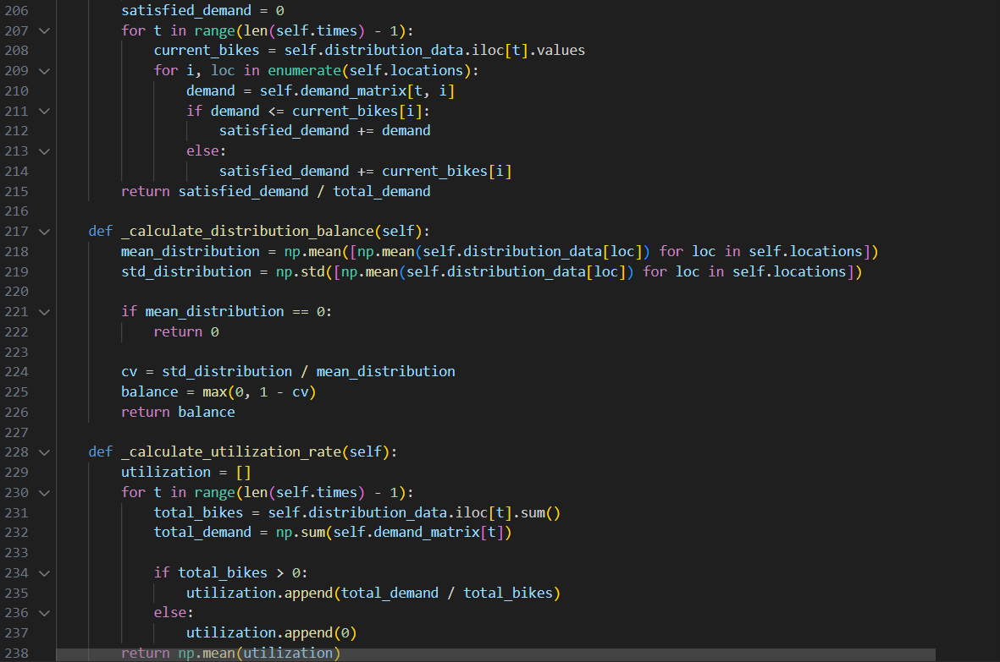 206 satisfied_demand = 0
207 for t in range(len(self.times) - 1):
208 current_bikes = self.distribution_data.iloc[t].values
209 for i, loc in enumerate(self.locations):
210 demand = self.demand_matrix[t, i]
211 if demand <= current_bikes[i]:
212 satisfied_demand += demand
213 else:
214 satisfied_demand += current_bikes[i]
215 return satisfied_demand / total_demand
216
217 def _calculate_distribution_balance(self):
218 mean_distribution = np.mean([np.mean(self.distribution_data[loc]) for loc in self.locations])
219 std_distribution = np.std([np.mean(self.distribution_data[loc]) for loc in self.locations])
220
221 if mean_distribution == 0:
222 return 0
223
224 cv = std_distribution / mean_distribution
225 balance = max(0, 1 - cv)
226 return balance
227
228 def _calculate_utilization_rate(self):
229 utilization = []
230 for t in range(len(self.times) - 1):
231 total_bikes = self.distribution_data.iloc[t].sum()
232 total_demand = np.sum(self.demand_matrix[t])
233
234 if total_bikes > 0:
235 utilization.append(total_demand / total_bikes)
236 else:
237 utilization.append(0)
238 return np.mean(utilization)